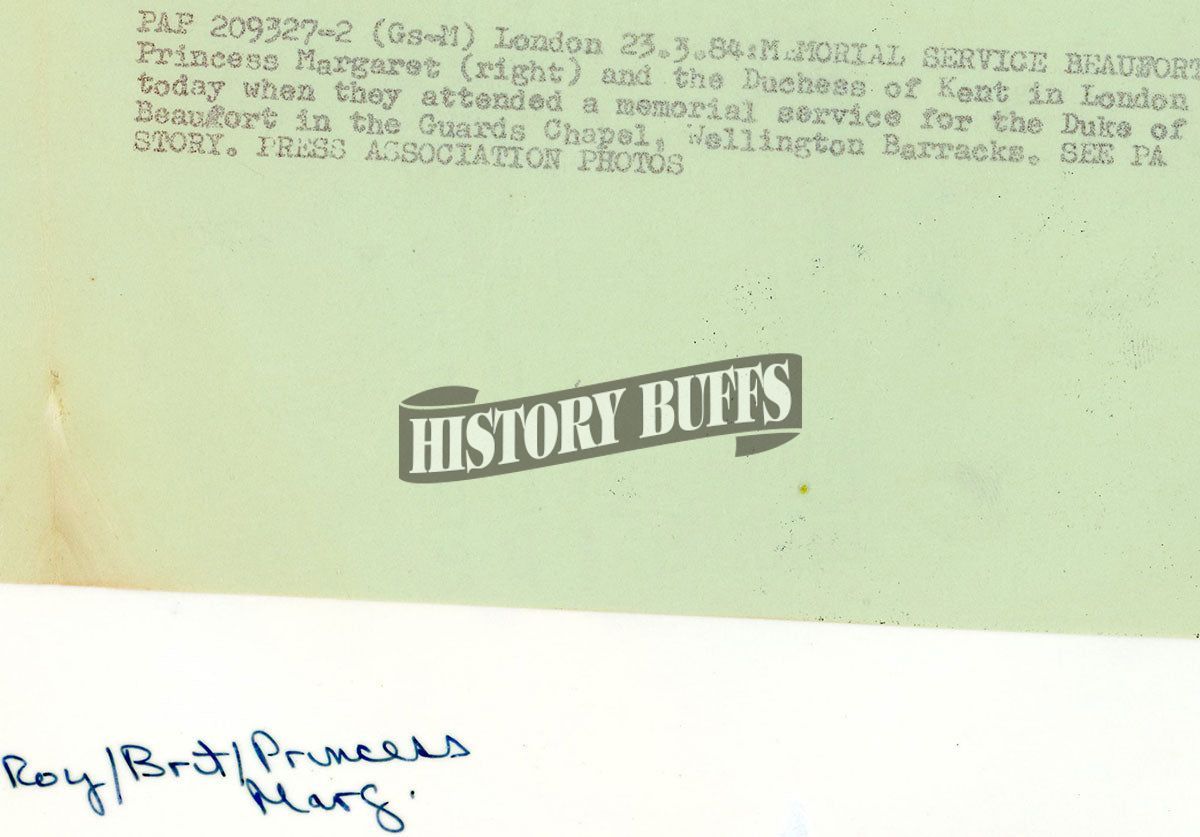 PAP 209327-2 (Gs-M) London 23.3.84:MEMORIAL SERVICE BEAUFORT
Princess Margaret (right) and the Duchess of Kent in London
today when they attended a memorial service for the Duke of
Beaufort in the Guards Chapel, Wellington Barracks. SEE PA
STORY. PRESS ASSOCIATION PHOTOS
HISTORY BUFFS
Roy/Brit/Princess
Marg.